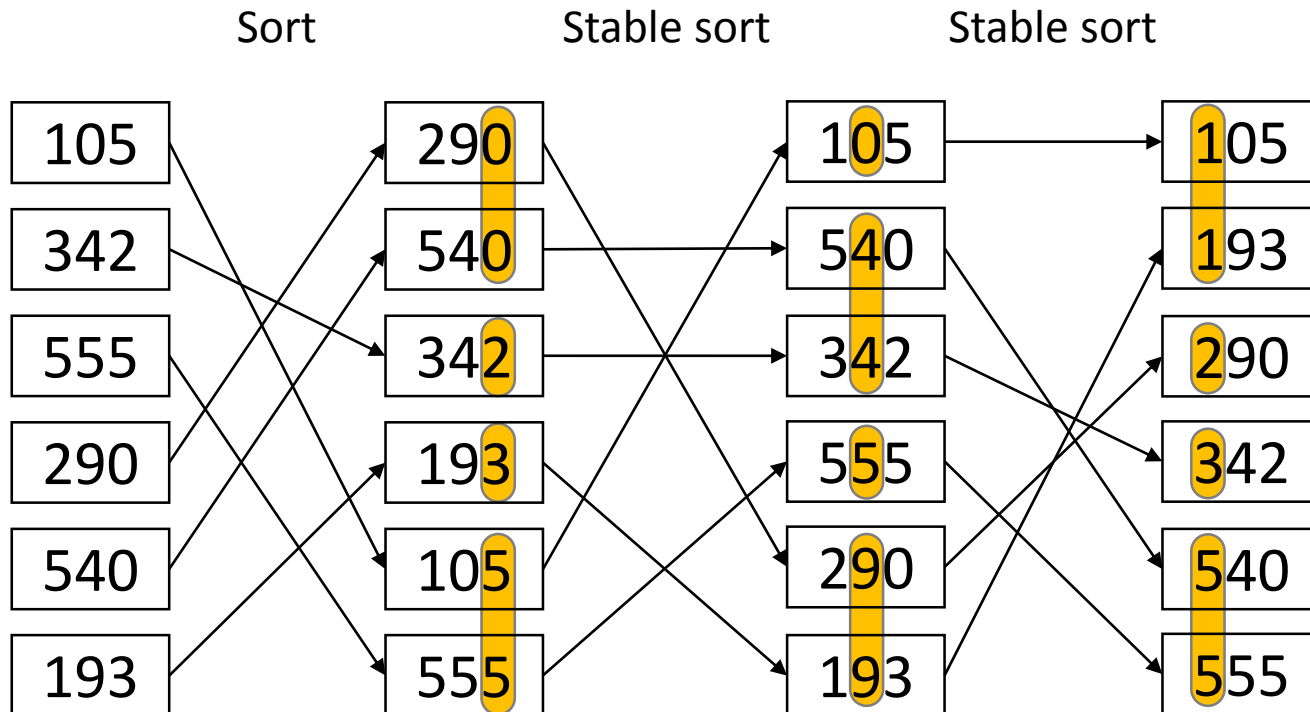 Sort Stable sort Stable sort
105 290 105 105
342 540 540 193
555 342 342 290
290 193 555 342
540 105 290 540
193 555 193 555